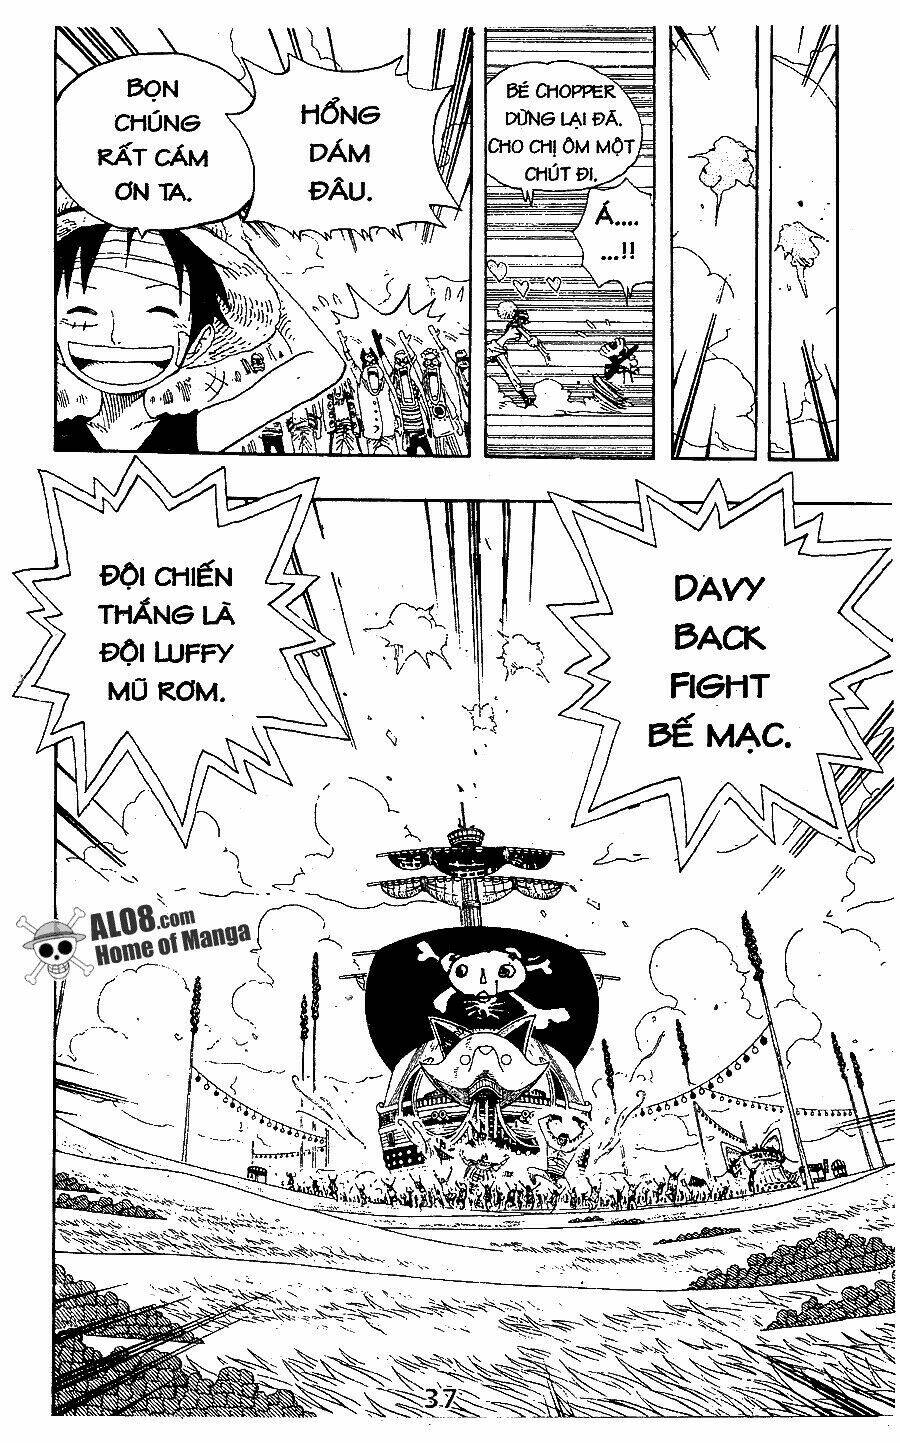 BỌN
CHÚNG
RẤT CÁM
ƠN TA.
HỔNG
DÁM
ĐÂU.
BÉ CHOPPER
DỪNG LẠI ĐÃ.
CHO CHỊ ÔM MỘT
CHÚT ĐI.
Á....
...!!
ĐỘI CHIẾN
THẮNG LÀ
ĐỘI LUFFY
MŨ RƠM.
DAVY
BACK
FIGHT
BẾ MẠC.
ALO8.com
Home of Manga
37